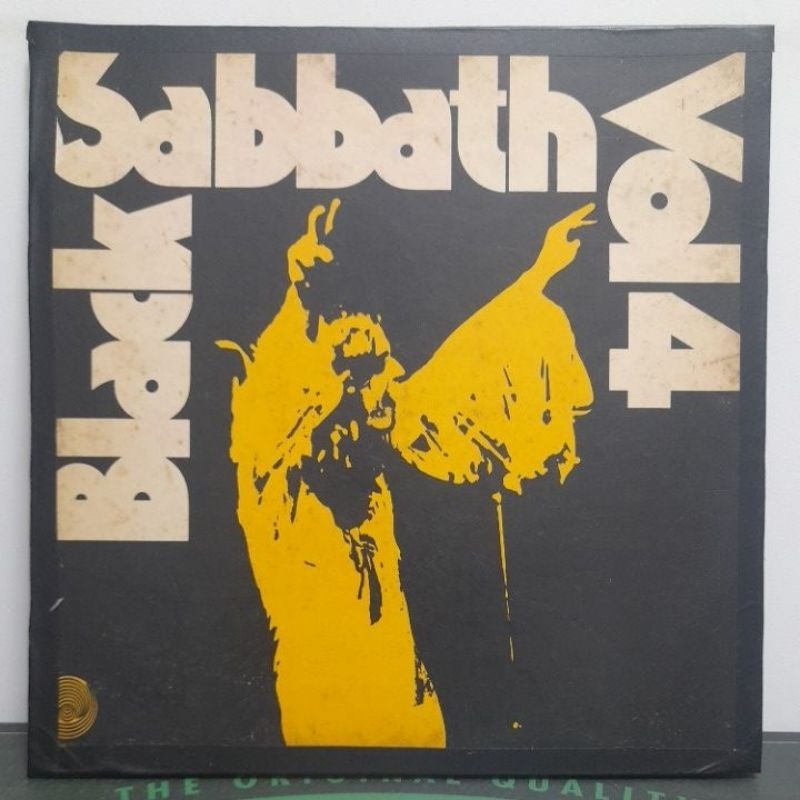 Black
Sabbath
Vol 4
THE ORIGINAL QUALITY